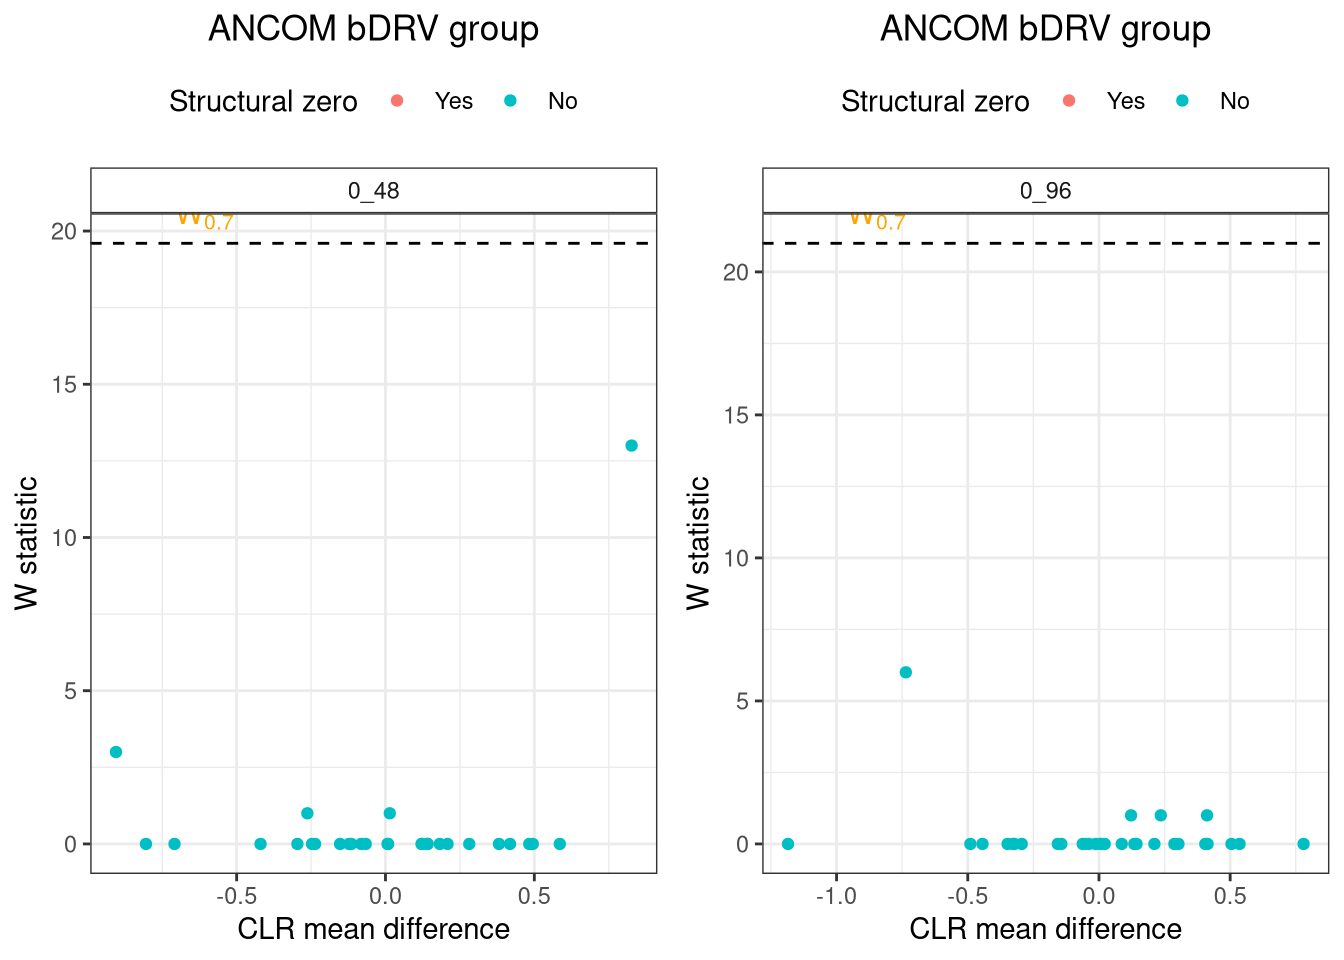 ANCOM bDRV group
Structural zero Yes No
0_48
W0.7
20
15
10
5
0
W statistic
-0.5 0.0 0.5
CLR mean difference
ANCOM bDRV group
Structural zero Yes No
0_96
W0.7
20
15
10
5
0
W statistic
-1.0 -0.5 0.0 0.5
CLR mean difference